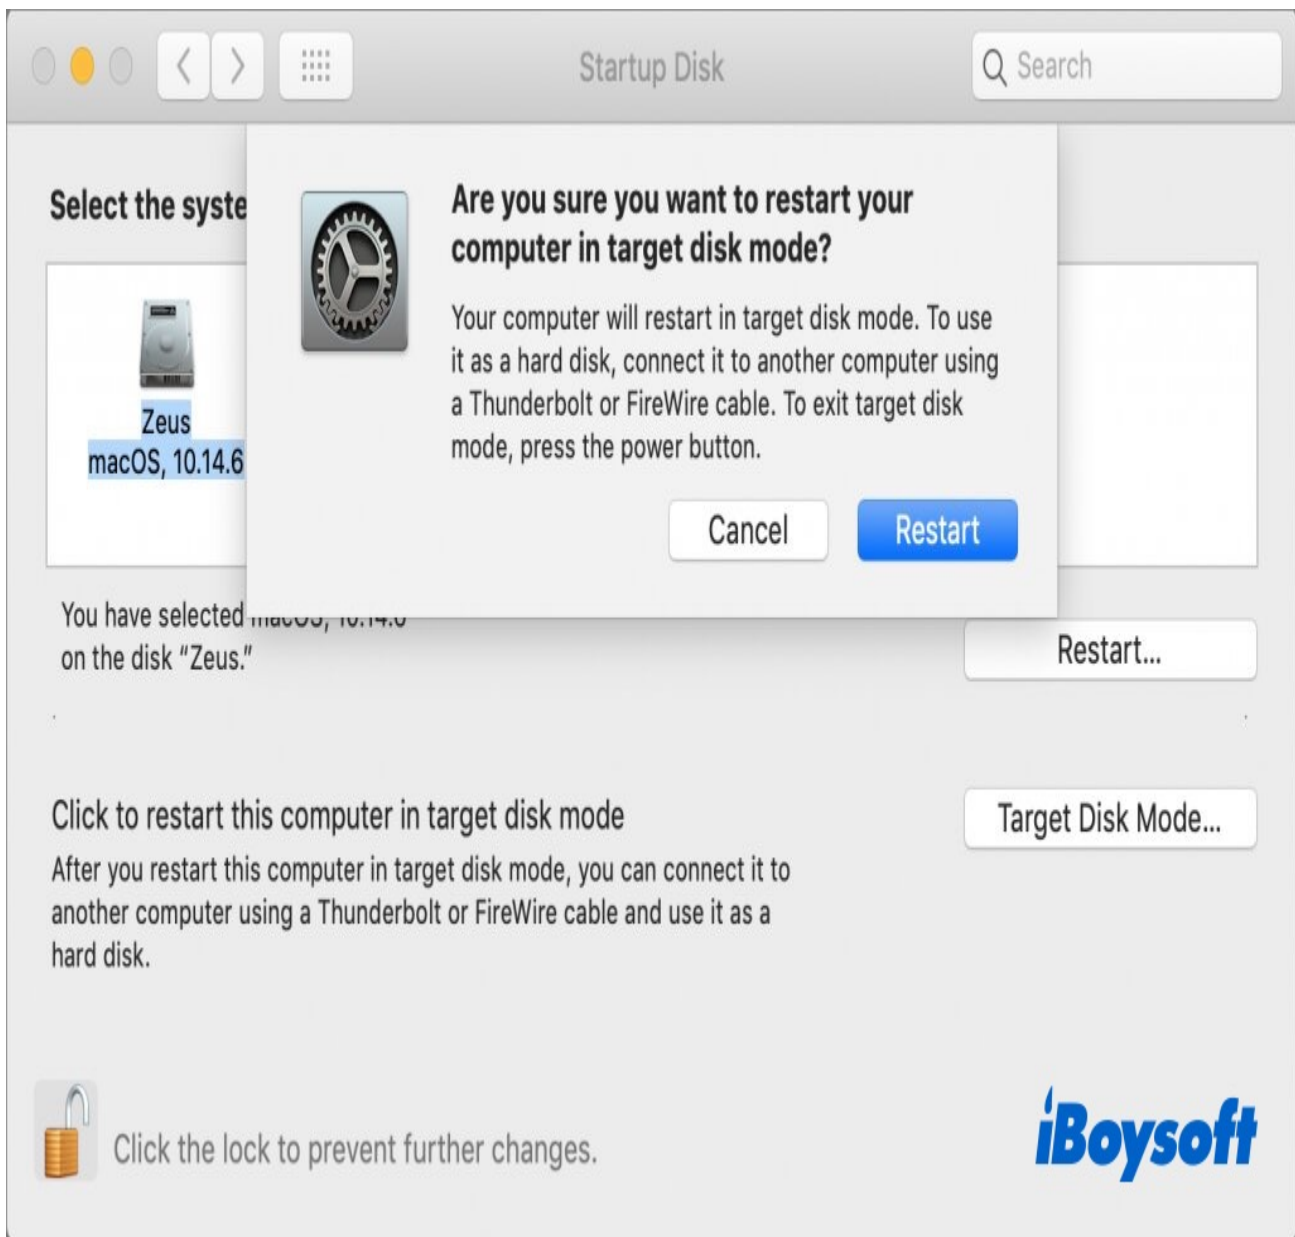 Startup Disk
Search
Select the syste
Are you sure you want to restart your
computer in target disk mode?
Your computer will restart in target disk mode. To use
it as a hard disk, connect it to another computer using
a Thunderbolt or FireWire cable. To exit target disk
mode, press the power button.
Zeus
macOS, 10.14.6
Cancel
Restart
You have selected macOS, 10.14.6
on the disk “Zeus.”
Restart...
Click to restart this computer in target disk mode
Target Disk Mode...
After you restart this computer in target disk mode, you can connect it to
another computer using a Thunderbolt or FireWire cable and use it as a
hard disk.
Click the lock to prevent further changes.
iBoysoft